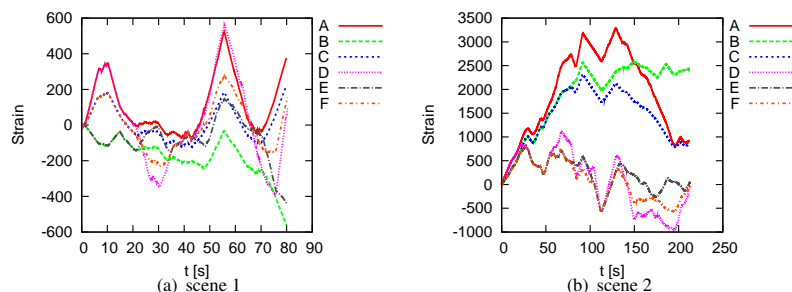 600
400
200
0
-200
-400
-600
Strain
0 10 20 30 40 50 60 70 80 90
t [s]
A
B
C
D
E
F
(a) scene 1
3500
3000
2500
2000
1500
1000
500
0
-500
-1000
Strain
0 50 100 150 200 250
t [s]
A
B
C
D
E
F
(b) scene 2